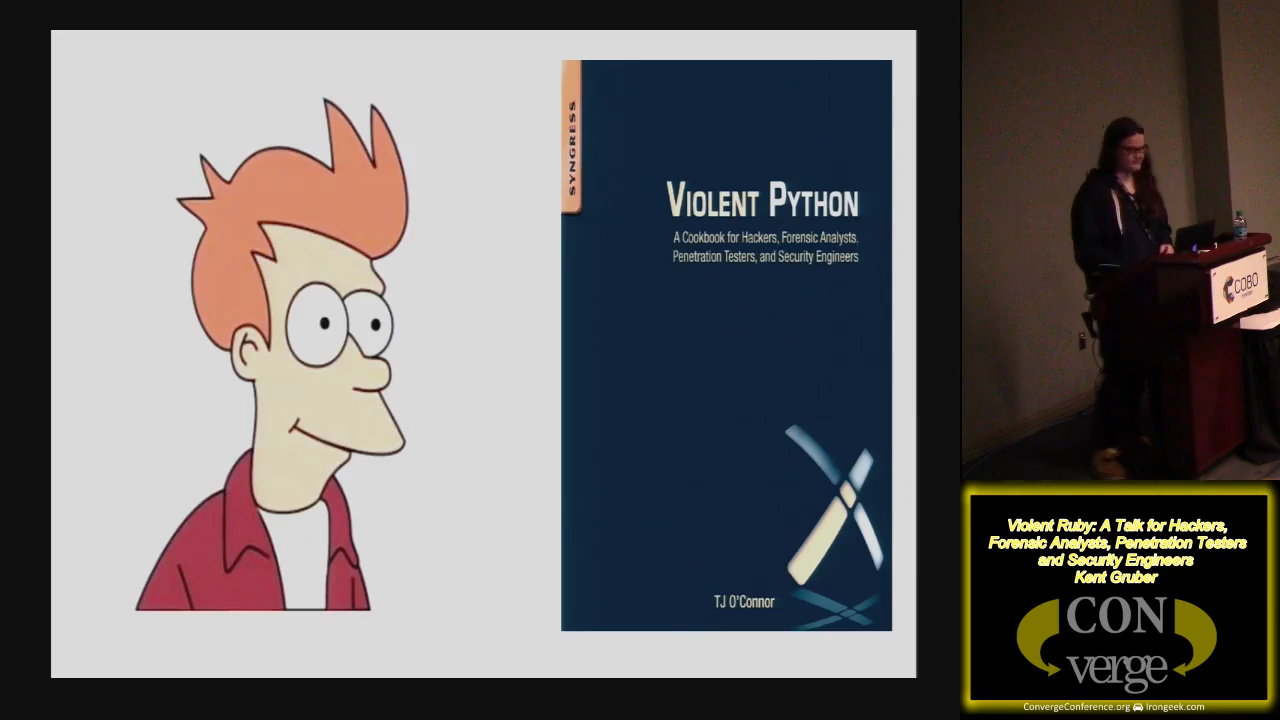 SYNGRESS
VIOLENT PYTHON
A Cookbook for Hackers, Forensic Analysts,
Penetration Testers, and Security Engineers
TJ O'Connor
COBO
Violent Ruby: A Talk for Hackers,
Forensic Analysts, Penetration Testers
and Security Engineers
Kent Gruber
CON
verge
ConvergeConference.org Irongeek.com